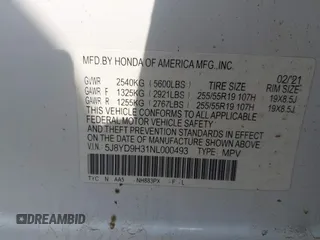 MFD.BY HONDA OF AMERICA MFG.,INC. 02/21
GVWR 2540KG (5600LBS) TIRE SIZE RIM SIZE
GAWR F 1325KG (2921LBS) 255/55R19 107H 19X8.5J
GAWR R 1255KG (2767LBS) 255/55R19 107H 19X8.5J
THIS VEHICLE CONFORMS TO ALL APPLICABLE
FEDERAL MOTOR VEHICLE SAFETY AND
THEFT PREVENTION STANDARDS IN EFFECT ON
THE DATE OF MANUFACTURE SHOWN ABOVE.
V.I.N. 5J8YD9H31NL000493 TYPE: MPV
TYC N AA5 NH883PX -F -L